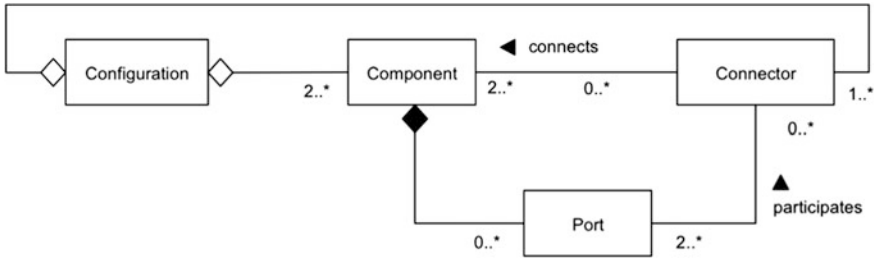 ◀ connects
Configuration
Component
Connector
2..*
2..*
0..*
1..*
0..*
▲
participates
Port
0..*
2..*